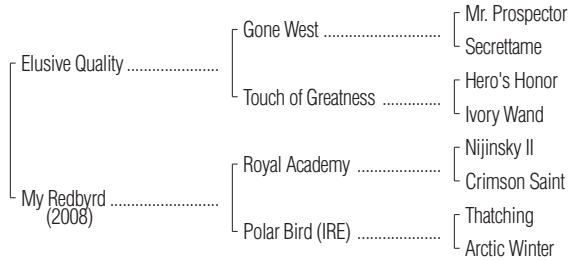 Mr. Prospector
Gone West ..............................
Secrettame
Elusive Quality .......................
Hero's Honor
Touch of Greatness ...............
Ivory Wand
Nijinsky II
Royal Academy ......................
Crimson Saint
My Redbyrd ...........................
(2008)
Thatching
Polar Bird (IRE) ......................
Arctic Winter